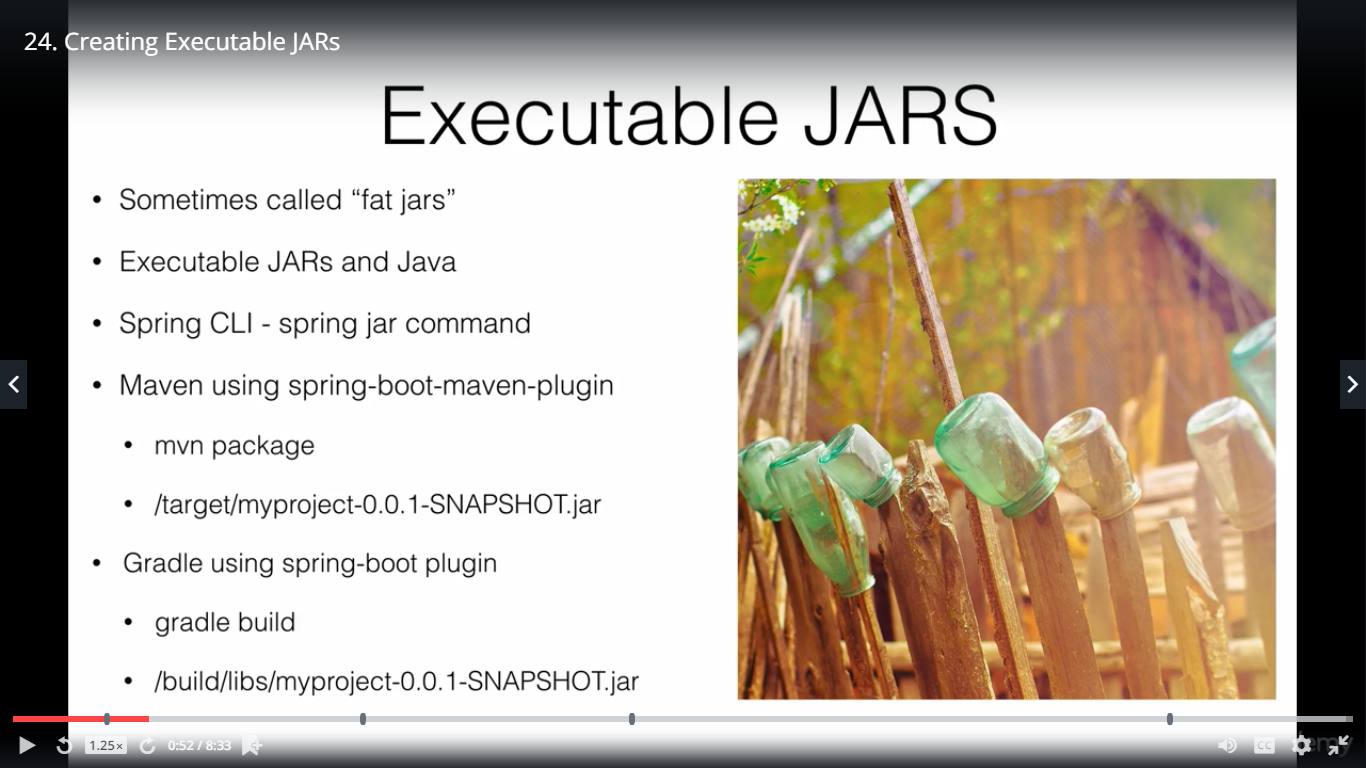 24. Creating Executable JARs
Executable JARS
Sometimes called “fat jars”
Executable JARs and Java
Spring CLI - spring jar command
Maven using spring-boot-maven-plugin
mvn package
/target/myproject-0.0.1-SNAPSHOT.jar
Gradle using spring-boot plugin
gradle build
/build/libs/myproject-0.0.1-SNAPSHOT.jar
1.25×
0:52 / 8:33
CC